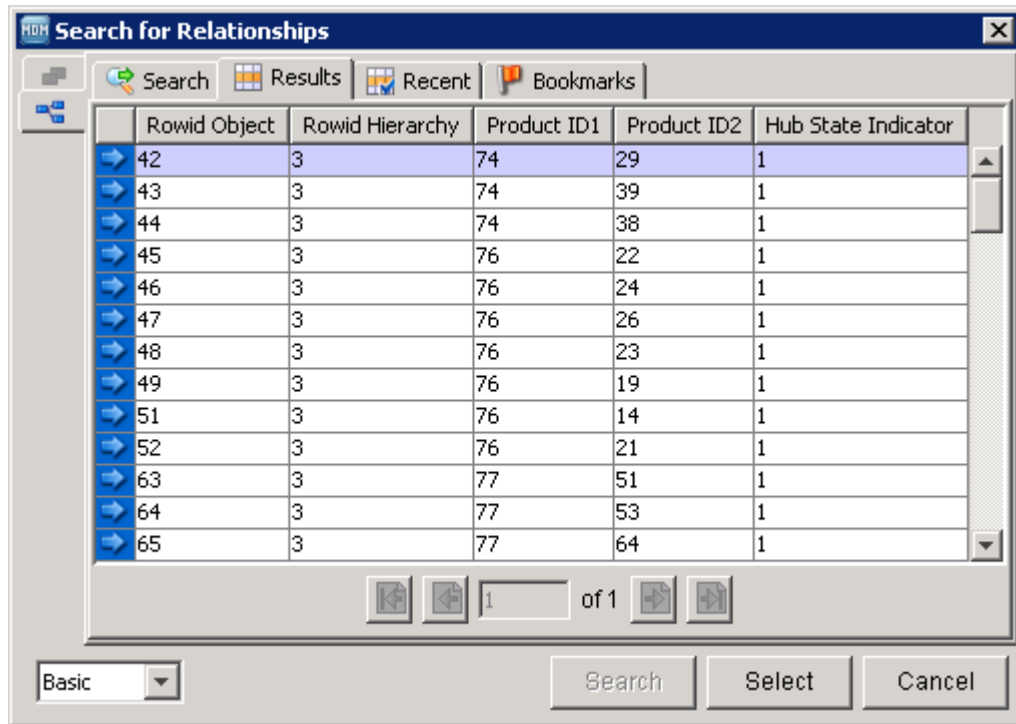 MDM Search for Relationships
Search Results Recent Bookmarks
Rowid Object Rowid Hierarchy Product ID1 Product ID2 Hub State Indicator
42 3 74 29 1
43 3 74 39 1
44 3 74 38 1
45 3 76 22 1
46 3 76 24 1
47 3 76 26 1
48 3 76 23 1
49 3 76 19 1
51 3 76 14 1
52 3 76 21 1
63 3 77 51 1
64 3 77 53 1
65 3 77 64 1
1 of 1
Basic Search Select Cancel